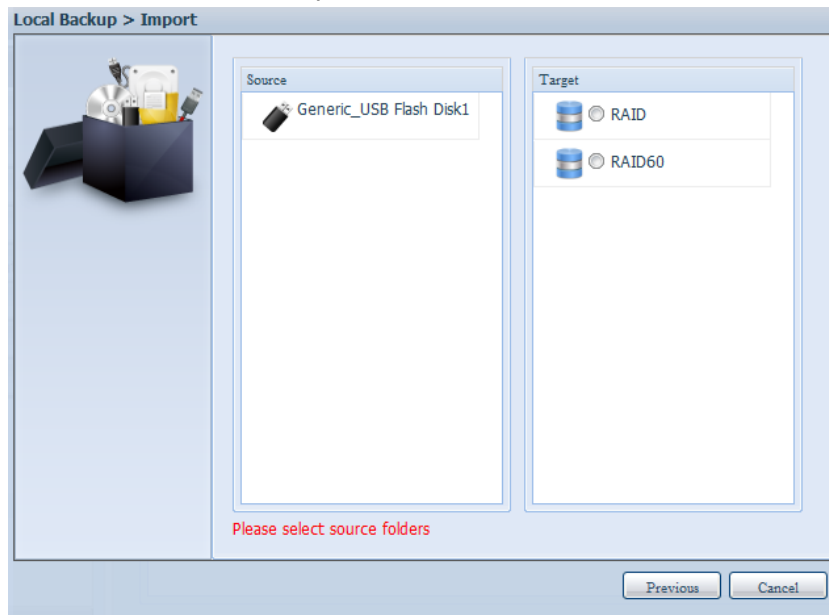 Local Backup > Import
Source
Generic_USB Flash Disk1
Target
RAID
RAID60
Please select source folders
Previous
Cancel